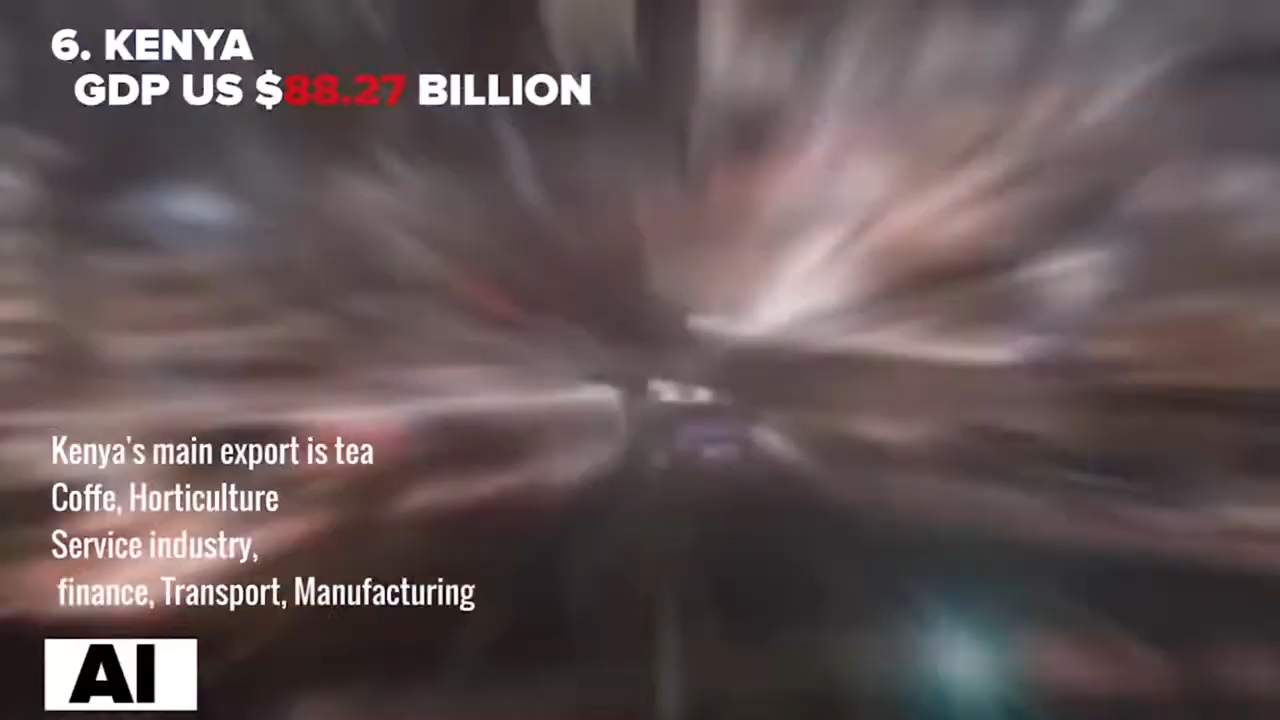 6. KENYA
GDP US $88.27 BILLION
Kenya's main export is tea
Coffe, Horticulture
Service industry,
finance, Transport, Manufacturing
AI